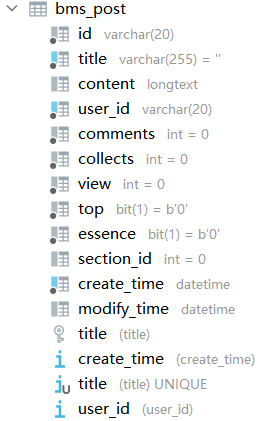 bms_post
id varchar(20)
title varchar(255) = ''
content longtext
user_id varchar(20)
comments int = 0
collects int = 0
view int = 0
top bit(1) = b'0'
essence bit(1) = b'0'
section_id int = 0
create_time datetime
modify_time datetime
title (title)
create_time (create_time)
title (title) UNIQUE
user_id (user_id)